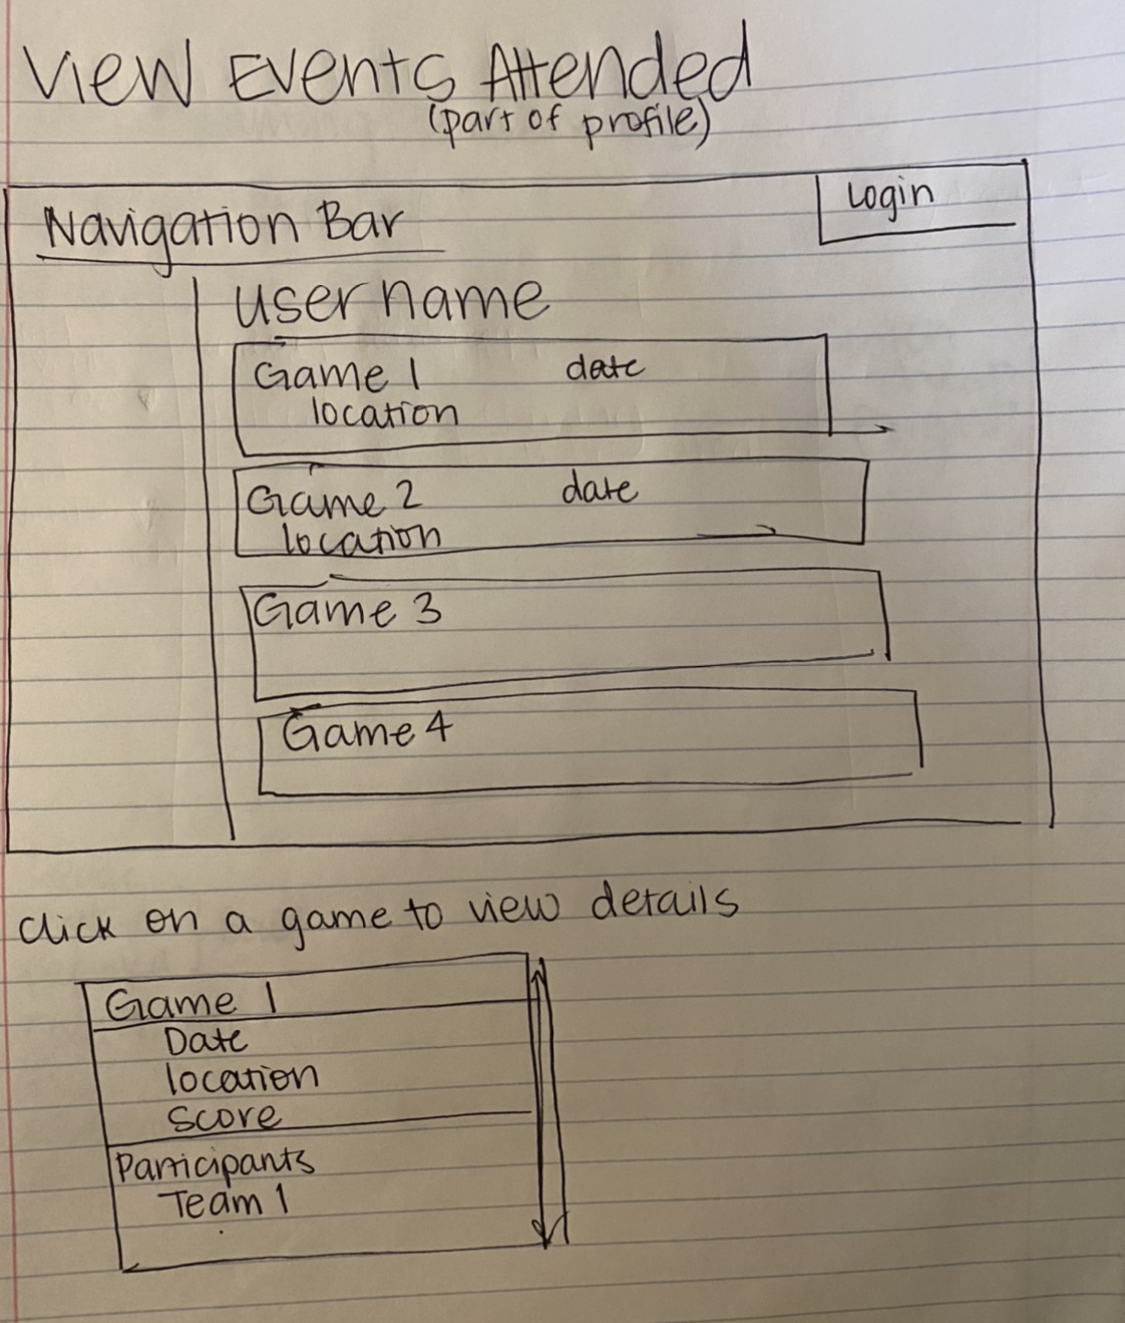 View Events Attended
(part of profile)
Navigation Bar
Login
user name
Game 1 date
location
Game 2 date
location
Game 3
Game 4
click on a game to view details
Game 1
Date
location
score
Participants
Team 1